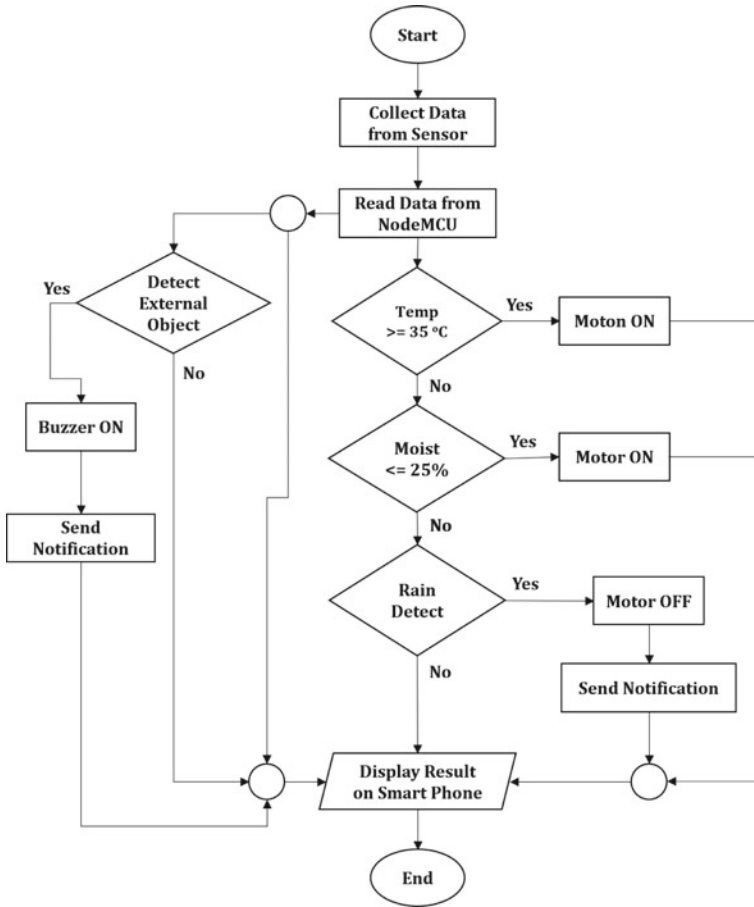 Start
Collect Data
from Sensor
Read Data from
NodeMCU
Yes
Detect
External
Object
No
Temp
>= 35 ºC
Yes
Moton ON
No
Buzzer ON
Moist
<= 25%
Yes
Motor ON
No
Send
Notification
Rain
Detect
Yes
Motor OFF
No
Send Notification
Display Result
on Smart Phone
End